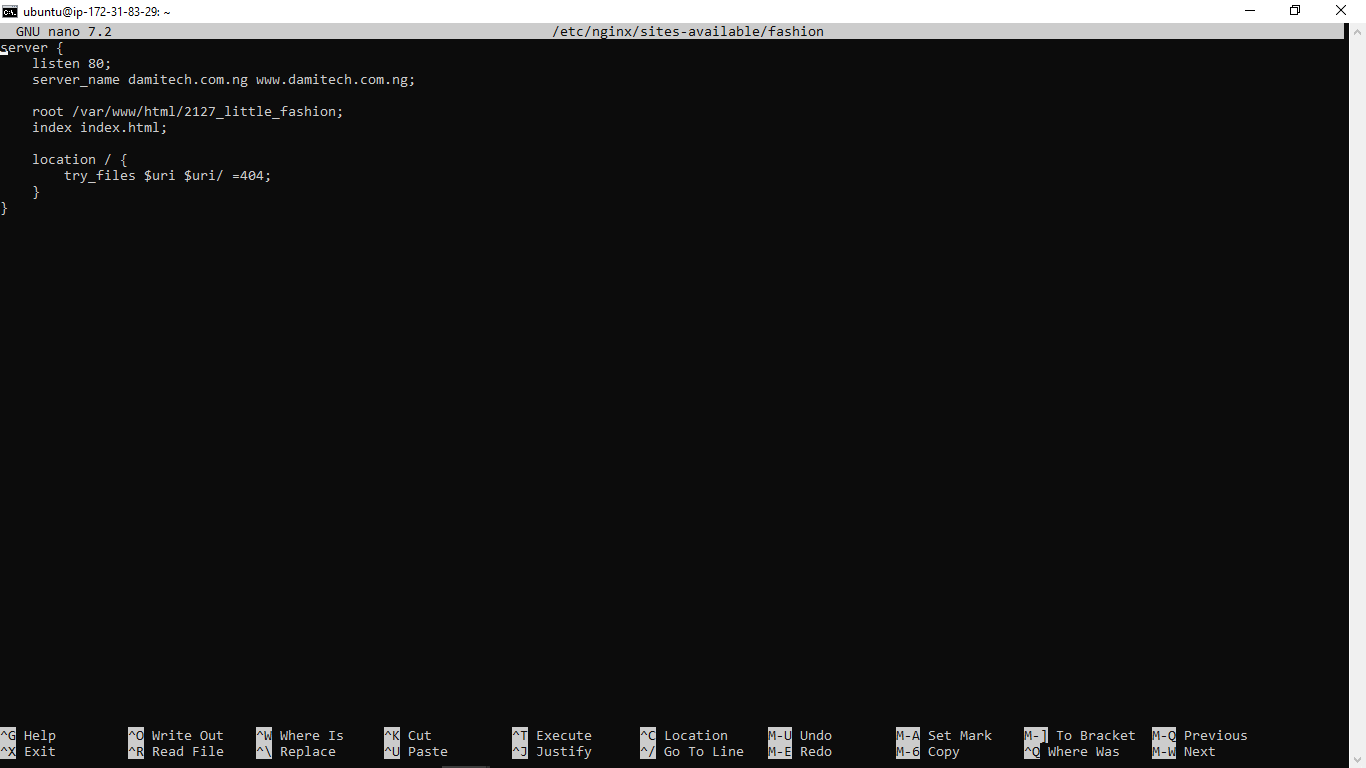 ubuntu@ip-172-31-83-29: ~
GNU nano 7.2 /etc/nginx/sites-available/fashion
server {
    listen 80;
    server_name damitech.com.ng www.damitech.com.ng;

    root /var/www/html/2127_little_fashion;
    index index.html;

    location / {
        try_files $uri $uri/ =404;
    }
}
^G Help ^O Write Out ^W Where Is ^K Cut ^T Execute ^C Location M-U Undo M-A Set Mark M-] To Bracket M-Q Previous
^X Exit ^R Read File ^\ Replace ^U Paste ^J Justify ^/ Go To Line M-E Redo M-6 Copy ^Q Where Was M-W Next